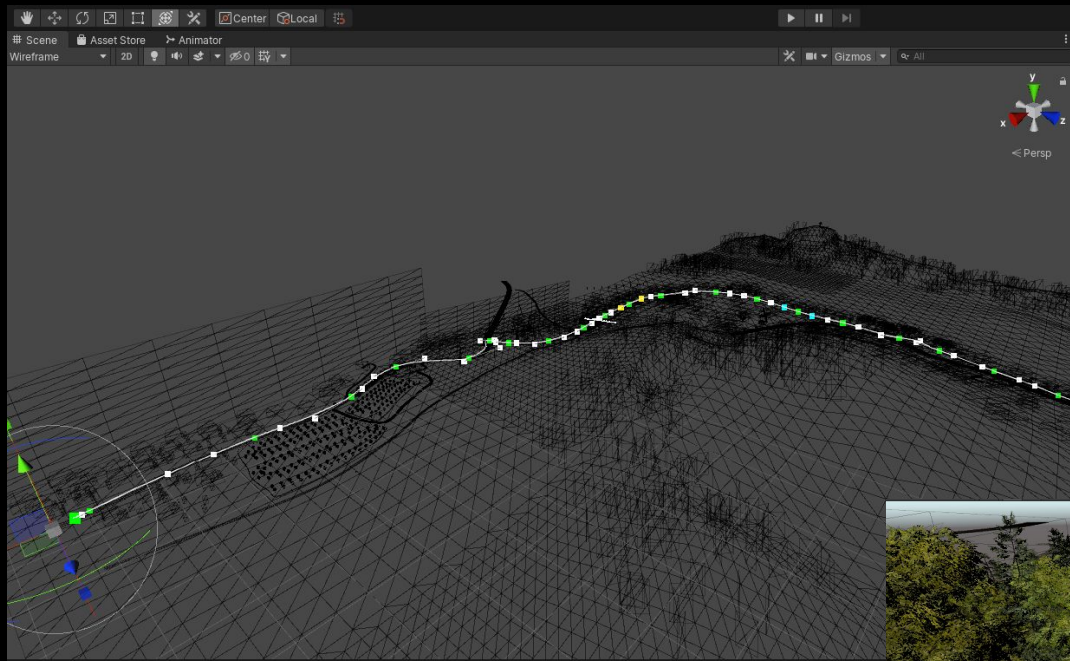 Center Local
Scene Asset Store Animator
Wireframe 2D 0 Gizmos All
y
x z
Persp